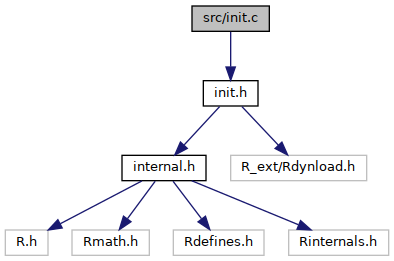 src/init.c
init.h
internal.h
R_ext/Rdynload.h
R.h
Rmath.h
Rdefines.h
Rinternals.h